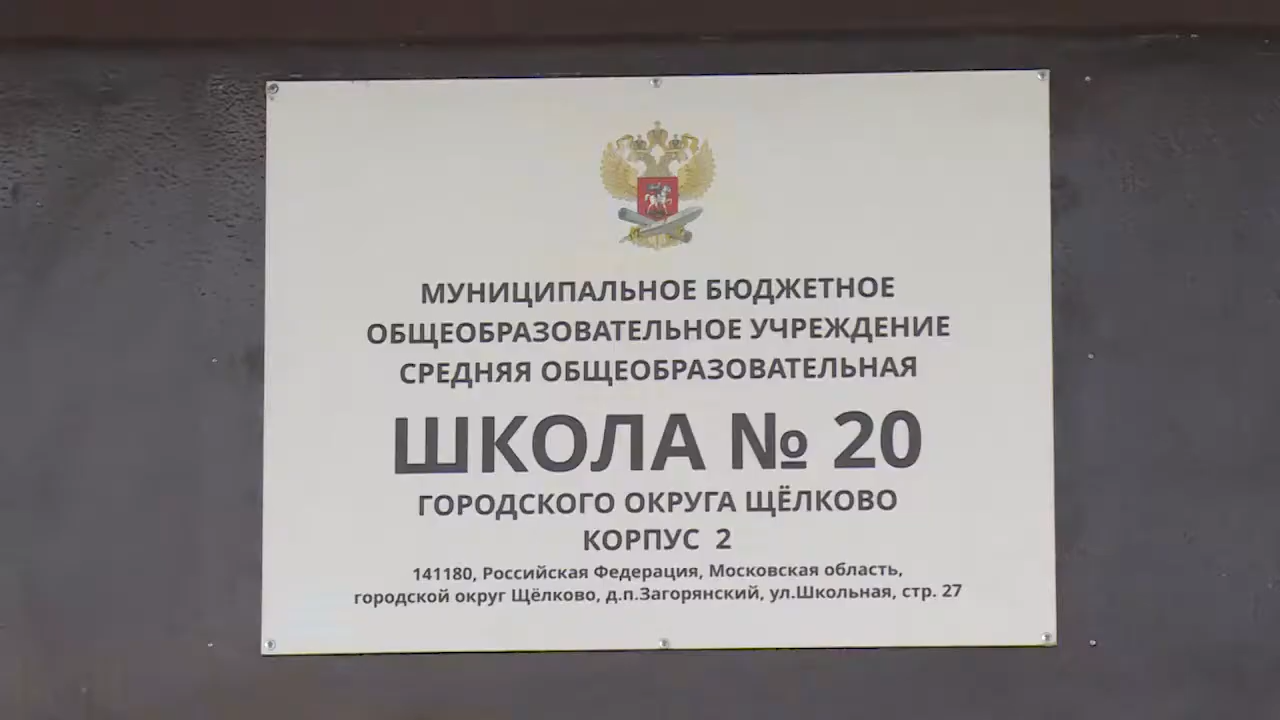 МУНИЦИПАЛЬНОЕ БЮДЖЕТНОЕ
ОБЩЕОБРАЗОВАТЕЛЬНОЕ УЧРЕЖДЕНИЕ
СРЕДНЯЯ ОБЩЕОБРАЗОВАТЕЛЬНАЯ
ШКОЛА № 20
ГОРОДСКОГО ОКРУГА ЩЁЛКОВО
КОРПУС 2
141180, Российская Федерация, Московская область,
городской округ Щёлково, д.п.Загорянский, ул.Школьная, стр. 27